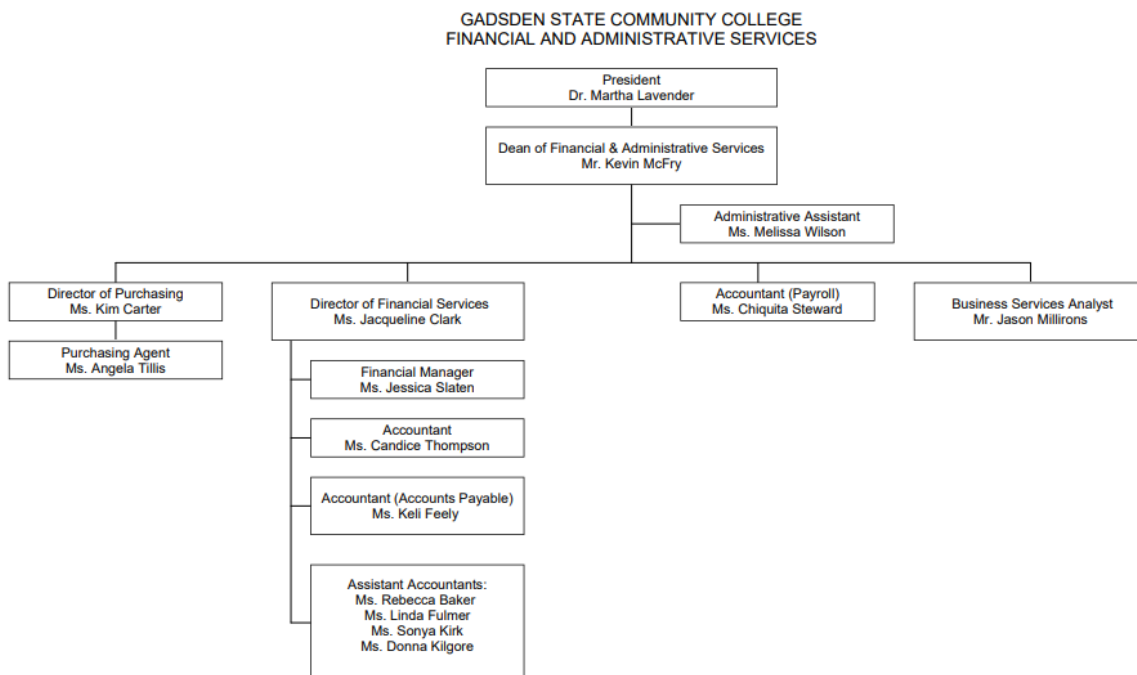 GADSDEN STATE COMMUNITY COLLEGE
FINANCIAL AND ADMINISTRATIVE SERVICES
President
Dr. Martha Lavender
Dean of Financial & Administrative Services
Mr. Kevin McFry
Administrative Assistant
Ms. Melissa Wilson
Director of Purchasing
Ms. Kim Carter
Director of Financial Services
Ms. Jacqueline Clark
Accountant (Payroll)
Ms. Chiquita Steward
Business Services Analyst
Mr. Jason Millirons
Purchasing Agent
Ms. Angela Tillis
Financial Manager
Ms. Jessica Slaten
Accountant
Ms. Candice Thompson
Accountant (Accounts Payable)
Ms. Keli Feely
Assistant Accountants:
Ms. Rebecca Baker
Ms. Linda Fulmer
Ms. Sonya Kirk
Ms. Donna Kilgore